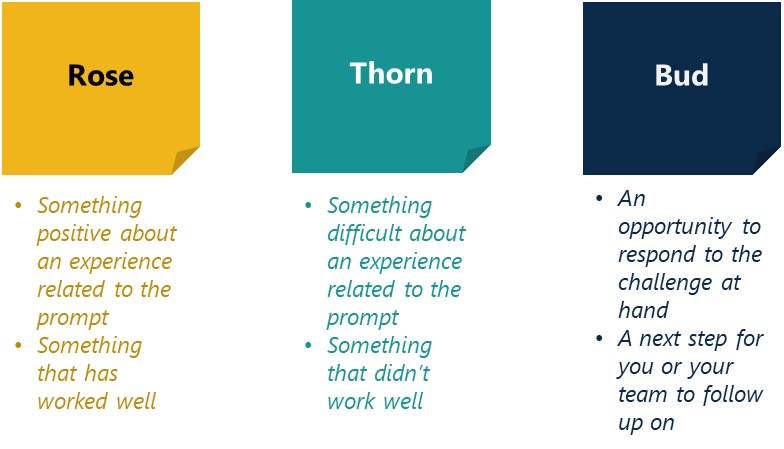 Rose
• Something
positive about
an experience
related to the
prompt
• Something
that has
worked well
Thorn
• Something
difficult about
an experience
related to the
prompt
• Something
that didn't
work well
Bud
• An
opportunity to
respond to the
challenge at
hand
• A next step for
you or your
team to follow
up on